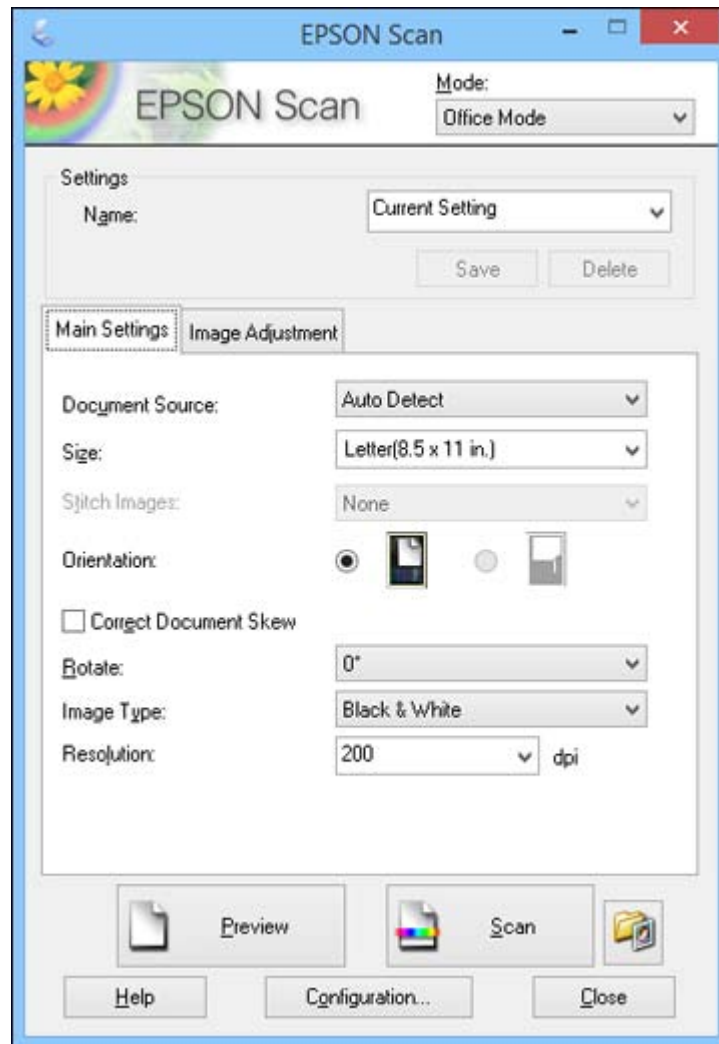 EPSON Scan
EPSON Scan
Mode:
Office Mode
Settings
Name:
Current Setting
Save
Delete
Main Settings
Image Adjustment
Document Source:
Auto Detect
Size:
Letter(8.5 x 11 in.)
Stitch Images:
None
Orientation:
Correct Document Skew
Rotate:
0°
Image Type:
Black & White
Resolution:
200
dpi
Preview
Scan
Help
Configuration...
Close